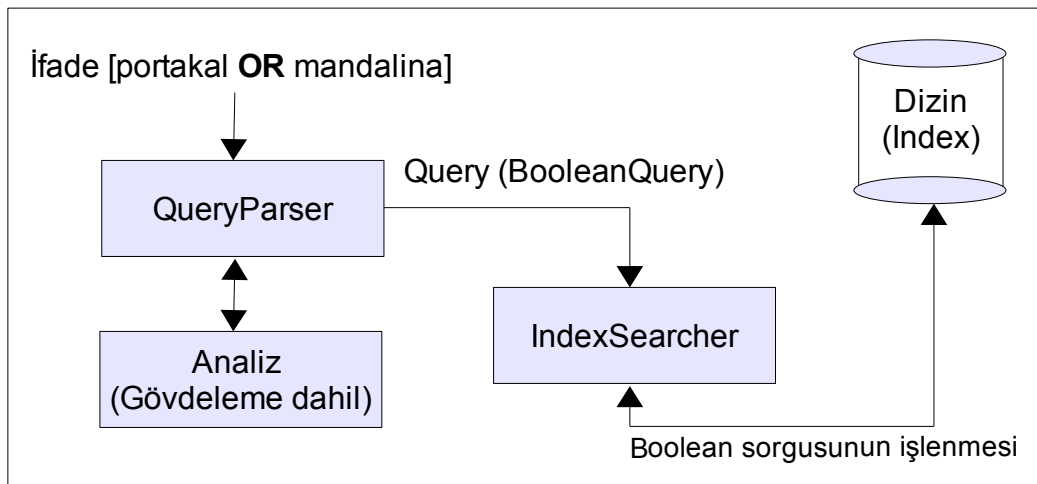 İfade [portakal OR mandalina]
Dizin
(Index)
Query (BooleanQuery)
QueryParser
IndexSearcher
Analiz
(Gövdeleme dahil)
Boolean sorgusunun işlenmesi